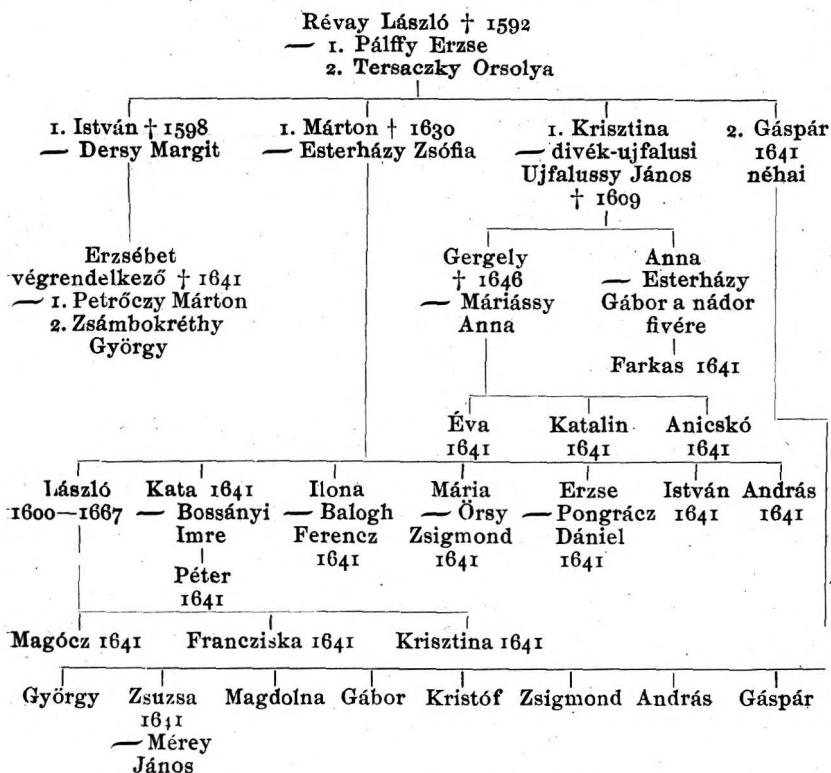 Révay László † 1592
— 1. Pálffy Erzse
2. Tersaczky Orsolya
1. István † 1598
— Dersy Margit
1. Márton † 1630
— Esterházy Zsófia
1. Krisztina
— divék-ujfalusi
Ujfalussy János
† 1609
2. Gáspár
1641
néhai
Erzsébet
végrendelkező † 1641
— 1. Petrőczy Márton
2. Zsámbokréthy
György
Gergely
† 1646
— Máriássy
Anna
Anna
— Esterházy
Gábor a nádor
fivére
Farkas 1641
Éva
1641
Katalin
1641
Anicskó
1641
László
1600—1667
Kata 1641
— Bossányi
Imre
Péter
1641
Ilona
— Balogh
Ferencz
1641
Mária
— Örsy
Zsigmond
1641
Erzse
— Pongrácz
Dániel
1641
István
1641
András
1641
Magócz 1641
Francziska 1641
Krisztina 1641
György
Zsuzsa
1641
— Mérey
János
Magdolna
Gábor
Kristóf
Zsigmond
András
Gáspár